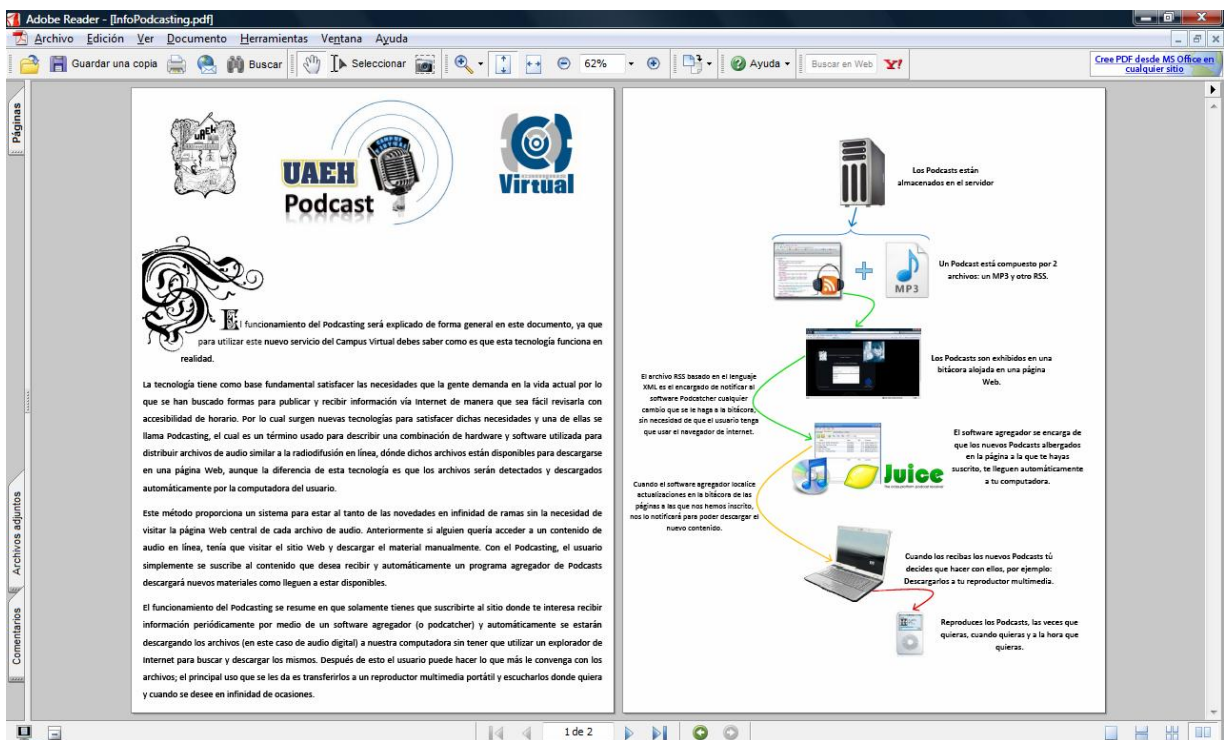 Adobe Reader - [InfoPodcasting.pdf]
Archivo Edición Ver Documento Herramientas Ventana Ayuda
Guardar una copia Buscar Seleccionar 62% Ayuda Buscar en Web Y!
Cree PDF desde MS Office en
cualquier sitio
Páginas
Archivos adjuntos
Comentarios
UAEH
CAMPUS VIRTUAL
UAEH
Podcast
Virtual
El funcionamiento del Podcasting será explicado de forma general en este documento, ya que
para utilizar este nuevo servicio del Campus Virtual debes saber como es que esta tecnología funciona en
realidad.
La tecnología tiene como base fundamental satisfacer las necesidades que la gente demanda en la vida actual por lo
que se han buscado formas para publicar y recibir información vía Internet de manera que sea fácil revisarla con
accesibilidad de horario. Por lo cual surgen nuevas tecnologías para satisfacer dichas necesidades y una de ellas se
llama Podcasting, el cual es un término usado para describir una combinación de hardware y software utilizada para
distribuir archivos de audio similar a la radiodifusión en línea, dónde dichos archivos están disponibles para descargarse
en una página Web, aunque la diferencia de esta tecnología es que los archivos serán detectados y descargados
automáticamente por la computadora del usuario.
Este método proporciona un sistema para estar al tanto de las novedades en infinidad de ramas sin la necesidad de
visitar la página Web central de cada archivo de audio. Anteriormente si alguien quería acceder a un contenido de
audio en línea, tenía que visitar el sitio Web y descargar el material manualmente. Con el Podcasting, el usuario
simplemente se suscribe al contenido que desea recibir y automáticamente un programa agregador de Podcasts
descargará nuevos materiales como lleguen a estar disponibles.
El funcionamiento del Podcasting se resume en que solamente tienes que suscribirte al sitio donde te interesa recibir
información periódicamente por medio de un software agregador (o podcatcher) y automáticamente se estarán
descargando los archivos (en este caso de audio digital) a nuestra computadora sin tener que utilizar un explorador de
Internet para buscar y descargar los mismos. Después de esto el usuario puede hacer lo que más le convenga con los
archivos; el principal uso que se les da es transferirlos a un reproductor multimedia portátil y escucharlos donde quiera
y cuando se desee en infinidad de ocasiones.
Los Podcasts están
almacenados en el servidor
MP3
Un Podcast está compuesto por 2
archivos: un MP3 y otro RSS.
Los Podcasts son exhibidos en una
bitácora alojada en una página
Web.
El archivo RSS basado en el lenguaje
XML es el encargado de notificar al
software Podcatcher cualquier
cambio que se le haga a la bitácora,
sin necesidad de que el usuario tenga
que usar el navegador de internet.
El software agregador se encarga de
que los nuevos Podcasts albergados
en la página a la que te hayas
suscrito, te lleguen automáticamente
a tu computadora.
Juice
Cuando el software agregador localice
actualizaciones en la bitácora de las
páginas a las que nos hemos inscrito,
nos lo notificará para poder descargar el
nuevo contenido.
Cuando los recibas los nuevos Podcasts tú
decides que hacer con ellos, por ejemplo:
Descargarlos a tu reproductor multimedia.
Reproduces los Podcasts, las veces que
quieras, cuando quieras y a la hora que
quieras.
1 de 2